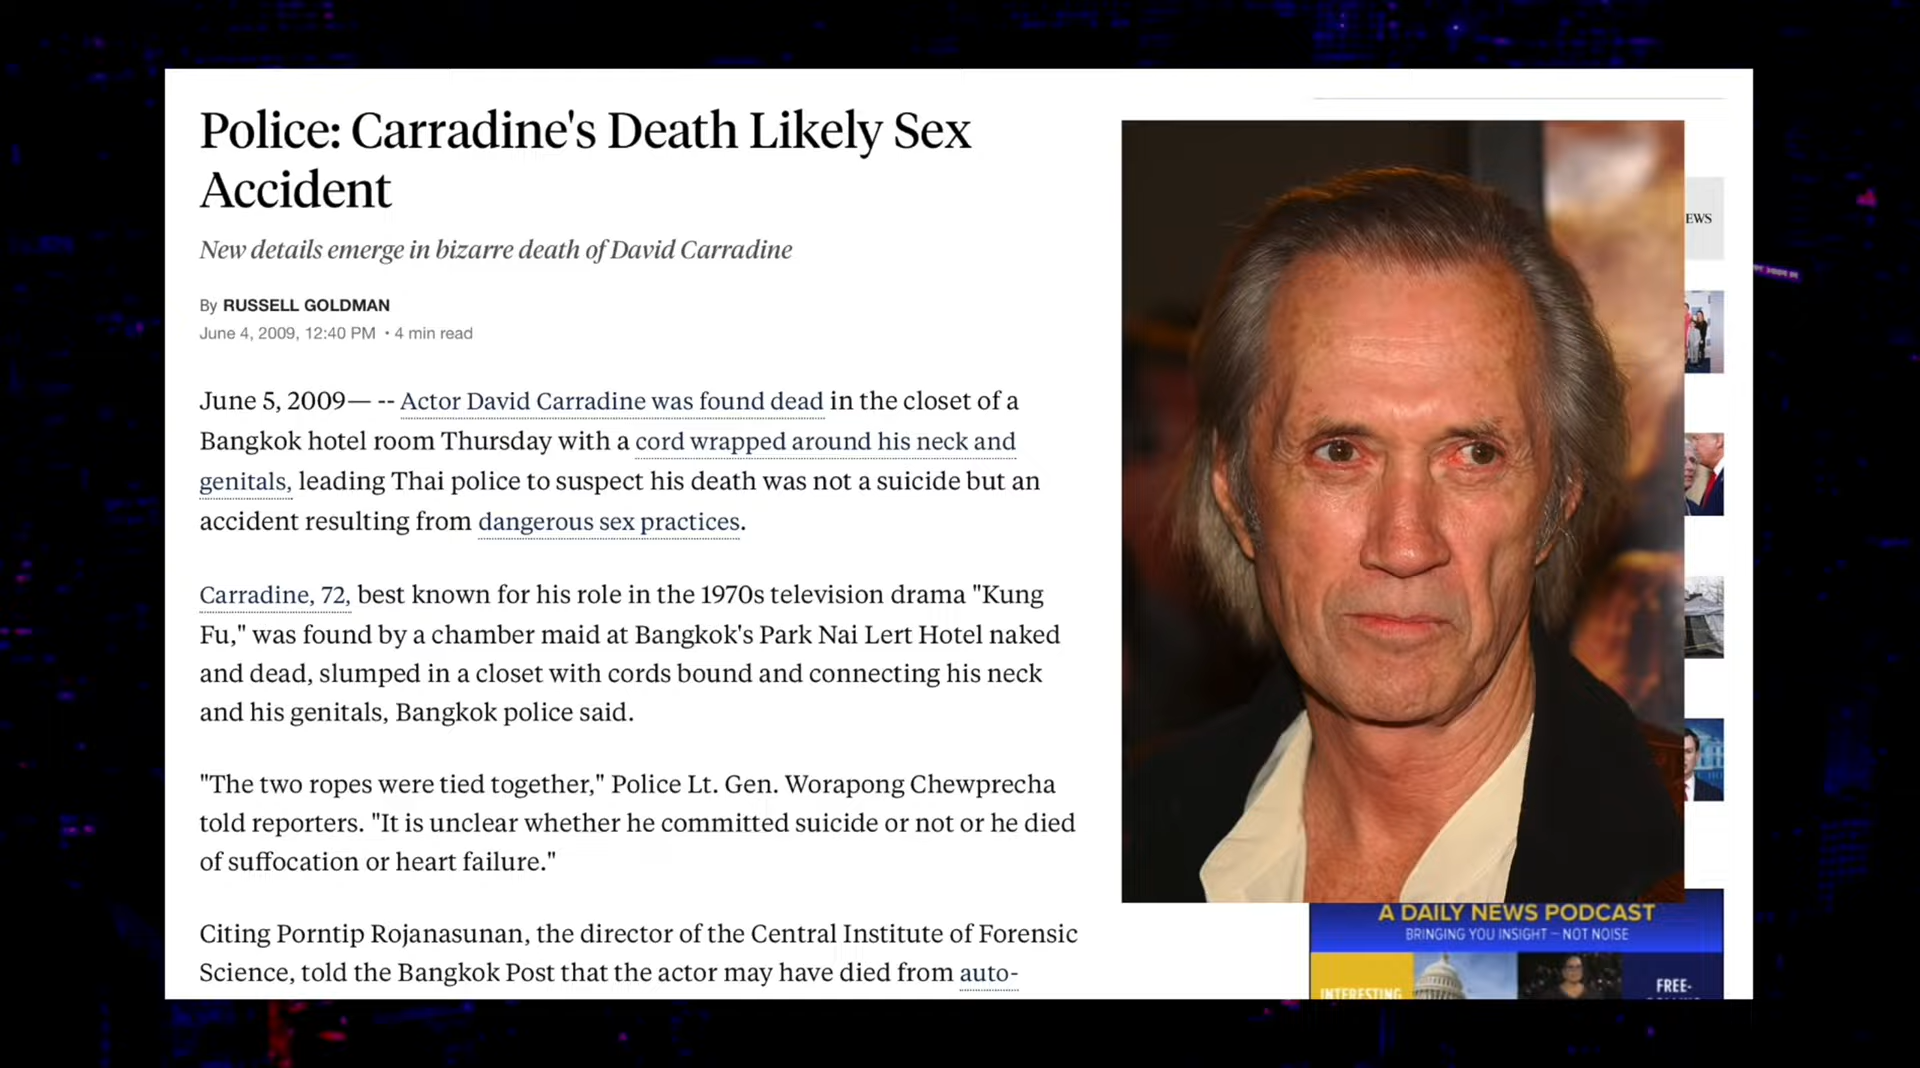 Police: Carradine's Death Likely Sex
Accident
New details emerge in bizarre death of David Carradine
By RUSSELL GOLDMAN
June 4, 2009, 12:40 PM • 4 min read
June 5, 2009— -- Actor David Carradine was found dead in the closet of a
Bangkok hotel room Thursday with a cord wrapped around his neck and
genitals, leading Thai police to suspect his death was not a suicide but an
accident resulting from dangerous sex practices.
Carradine, 72, best known for his role in the 1970s television drama "Kung
Fu," was found by a chamber maid at Bangkok's Park Nai Lert Hotel naked
and dead, slumped in a closet with cords bound and connecting his neck
and his genitals, Bangkok police said.
"The two ropes were tied together," Police Lt. Gen. Worapong Chewprecha
told reporters. "It is unclear whether he committed suicide or not or he died
of suffocation or heart failure."
Citing Porntip Rojanasunan, the director of the Central Institute of Forensic
Science, told the Bangkok Post that the actor may have died from auto-
EWS
A DAILY NEWS PODCAST
BRINGING YOU INSIGHT – NOT NOISE
INTERESTING
FREE-